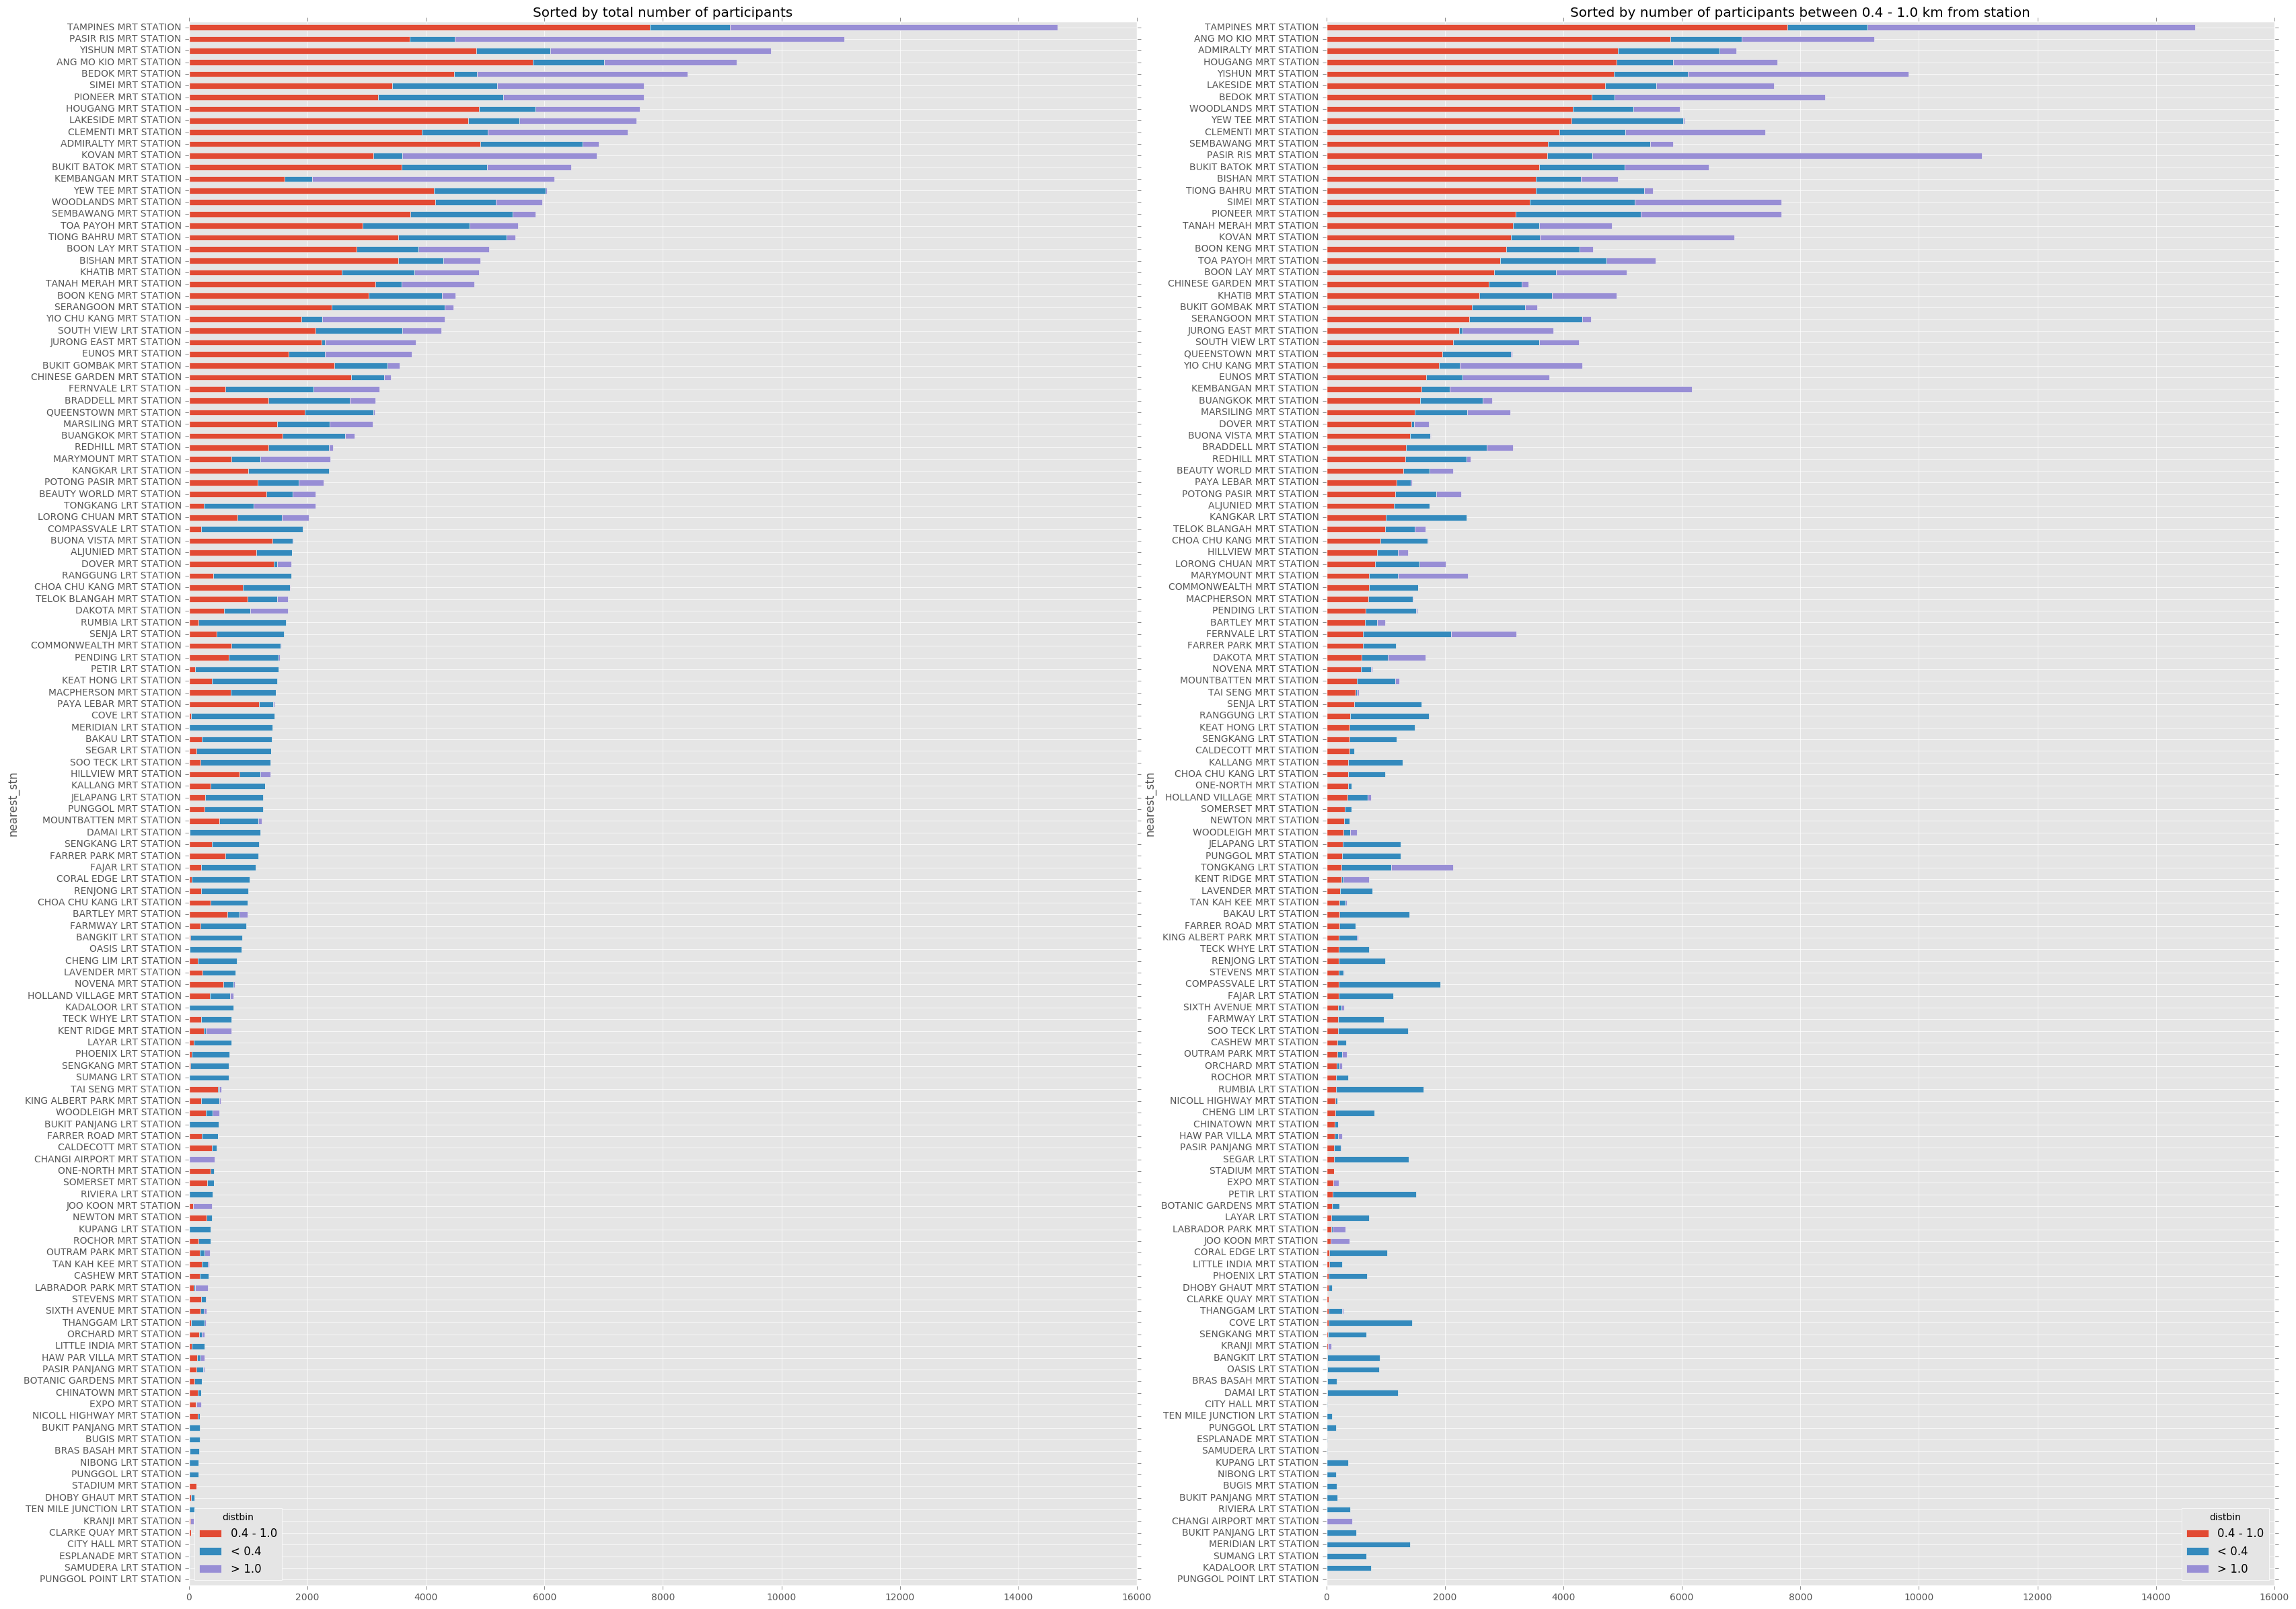 Sorted by total number of participants
TAMPINES MRT STATION
PASIR RIS MRT STATION
YISHUN MRT STATION
ANG MO KIO MRT STATION
BEDOK MRT STATION
SIMEI MRT STATION
PIONEER MRT STATION
HOUGANG MRT STATION
LAKESIDE MRT STATION
CLEMENTI MRT STATION
ADMIRALTY MRT STATION
KOVAN MRT STATION
BUKIT BATOK MRT STATION
KEMBANGAN MRT STATION
YEW TEE MRT STATION
WOODLANDS MRT STATION
SEMBAWANG MRT STATION
TOA PAYOH MRT STATION
TIONG BAHRU MRT STATION
BOON LAY MRT STATION
BISHAN MRT STATION
KHATIB MRT STATION
TANAH MERAH MRT STATION
BOON KENG MRT STATION
SERANGOON MRT STATION
YIO CHU KANG MRT STATION
SOUTH VIEW LRT STATION
JURONG EAST MRT STATION
EUNOS MRT STATION
BUKIT GOMBAK MRT STATION
CHINESE GARDEN MRT STATION
FERNVALE LRT STATION
BRADDELL MRT STATION
QUEENSTOWN MRT STATION
MARSILING MRT STATION
BUANGKOK MRT STATION
REDHILL MRT STATION
MARYMOUNT MRT STATION
KANGKAR LRT STATION
POTONG PASIR MRT STATION
BEAUTY WORLD MRT STATION
TONGKANG LRT STATION
LORONG CHUAN MRT STATION
COMPASSVALE LRT STATION
BUONA VISTA MRT STATION
ALJUNIED MRT STATION
DOVER MRT STATION
RANGGUNG LRT STATION
CHOA CHU KANG MRT STATION
TELOK BLANGAH MRT STATION
DAKOTA MRT STATION
RUMBIA LRT STATION
SENJA LRT STATION
COMMONWEALTH MRT STATION
PENDING LRT STATION
PETIR LRT STATION
KEAT HONG LRT STATION
MACPHERSON MRT STATION
PAYA LEBAR MRT STATION
COVE LRT STATION
MERIDIAN LRT STATION
BAKAU LRT STATION
SEGAR LRT STATION
SOO TECK LRT STATION
HILLVIEW MRT STATION
KALLANG MRT STATION
JELAPANG LRT STATION
PUNGGOL MRT STATION
MOUNTBATTEN MRT STATION
DAMAI LRT STATION
SENGKANG LRT STATION
FARRER PARK MRT STATION
FAJAR LRT STATION
CORAL EDGE LRT STATION
RENJONG LRT STATION
CHOA CHU KANG LRT STATION
BARTLEY MRT STATION
FARMWAY LRT STATION
BANGKIT LRT STATION
OASIS LRT STATION
CHENG LIM LRT STATION
LAVENDER MRT STATION
NOVENA MRT STATION
HOLLAND VILLAGE MRT STATION
KADALOOR LRT STATION
TECK WHYE LRT STATION
KENT RIDGE MRT STATION
LAYAR LRT STATION
PHOENIX LRT STATION
SENGKANG MRT STATION
SUMANG LRT STATION
TAI SENG MRT STATION
KING ALBERT PARK MRT STATION
WOODLEIGH MRT STATION
BUKIT PANJANG LRT STATION
FARRER ROAD MRT STATION
CALDECOTT MRT STATION
CHANGI AIRPORT MRT STATION
ONE-NORTH MRT STATION
SOMERSET MRT STATION
RIVIERA LRT STATION
JOO KOON MRT STATION
NEWTON MRT STATION
KUPANG LRT STATION
ROCHOR MRT STATION
OUTRAM PARK MRT STATION
TAN KAH KEE MRT STATION
CASHEW MRT STATION
LABRADOR PARK MRT STATION
STEVENS MRT STATION
SIXTH AVENUE MRT STATION
THANGGAM LRT STATION
ORCHARD MRT STATION
LITTLE INDIA MRT STATION
HAW PAR VILLA MRT STATION
PASIR PANJANG MRT STATION
BOTANIC GARDENS MRT STATION
CHINATOWN MRT STATION
EXPO MRT STATION
NICOLL HIGHWAY MRT STATION
BUKIT PANJANG MRT STATION
BUGIS MRT STATION
BRAS BASAH MRT STATION
NIBONG LRT STATION
PUNGGOL LRT STATION
STADIUM MRT STATION
DHOBY GHAUT MRT STATION
TEN MILE JUNCTION LRT STATION
KRANJI MRT STATION
CLARKE QUAY MRT STATION
CITY HALL MRT STATION
ESPLANADE MRT STATION
SAMUDERA LRT STATION
PUNGGOL POINT LRT STATION
nearest_stn
0 2000 4000 6000 8000 10000 12000 14000 16000
distbin
0.4 - 1.0
< 0.4
> 1.0
Sorted by number of participants between 0.4 - 1.0 km from station
TAMPINES MRT STATION
ANG MO KIO MRT STATION
ADMIRALTY MRT STATION
HOUGANG MRT STATION
YISHUN MRT STATION
LAKESIDE MRT STATION
BEDOK MRT STATION
WOODLANDS MRT STATION
YEW TEE MRT STATION
CLEMENTI MRT STATION
SEMBAWANG MRT STATION
PASIR RIS MRT STATION
BUKIT BATOK MRT STATION
BISHAN MRT STATION
TIONG BAHRU MRT STATION
SIMEI MRT STATION
PIONEER MRT STATION
TANAH MERAH MRT STATION
KOVAN MRT STATION
BOON KENG MRT STATION
TOA PAYOH MRT STATION
BOON LAY MRT STATION
CHINESE GARDEN MRT STATION
KHATIB MRT STATION
BUKIT GOMBAK MRT STATION
SERANGOON MRT STATION
JURONG EAST MRT STATION
SOUTH VIEW LRT STATION
QUEENSTOWN MRT STATION
YIO CHU KANG MRT STATION
EUNOS MRT STATION
KEMBANGAN MRT STATION
BUANGKOK MRT STATION
MARSILING MRT STATION
DOVER MRT STATION
BUONA VISTA MRT STATION
BRADDELL MRT STATION
REDHILL MRT STATION
BEAUTY WORLD MRT STATION
PAYA LEBAR MRT STATION
POTONG PASIR MRT STATION
ALJUNIED MRT STATION
KANGKAR LRT STATION
TELOK BLANGAH MRT STATION
CHOA CHU KANG MRT STATION
HILLVIEW MRT STATION
LORONG CHUAN MRT STATION
MARYMOUNT MRT STATION
COMMONWEALTH MRT STATION
MACPHERSON MRT STATION
PENDING LRT STATION
BARTLEY MRT STATION
FERNVALE LRT STATION
FARRER PARK MRT STATION
DAKOTA MRT STATION
NOVENA MRT STATION
MOUNTBATTEN MRT STATION
TAI SENG MRT STATION
SENJA LRT STATION
RANGGUNG LRT STATION
KEAT HONG LRT STATION
SENGKANG LRT STATION
CALDECOTT MRT STATION
KALLANG MRT STATION
CHOA CHU KANG LRT STATION
ONE-NORTH MRT STATION
HOLLAND VILLAGE MRT STATION
SOMERSET MRT STATION
NEWTON MRT STATION
WOODLEIGH MRT STATION
JELAPANG LRT STATION
PUNGGOL MRT STATION
TONGKANG LRT STATION
KENT RIDGE MRT STATION
LAVENDER MRT STATION
TAN KAH KEE MRT STATION
BAKAU LRT STATION
FARRER ROAD MRT STATION
KING ALBERT PARK MRT STATION
TECK WHYE LRT STATION
RENJONG LRT STATION
STEVENS MRT STATION
COMPASSVALE LRT STATION
FAJAR LRT STATION
SIXTH AVENUE MRT STATION
FARMWAY LRT STATION
SOO TECK LRT STATION
CASHEW MRT STATION
OUTRAM PARK MRT STATION
ORCHARD MRT STATION
ROCHOR MRT STATION
RUMBIA LRT STATION
NICOLL HIGHWAY MRT STATION
CHENG LIM LRT STATION
CHINATOWN MRT STATION
HAW PAR VILLA MRT STATION
PASIR PANJANG MRT STATION
SEGAR LRT STATION
STADIUM MRT STATION
EXPO MRT STATION
PETIR LRT STATION
BOTANIC GARDENS MRT STATION
LAYAR LRT STATION
LABRADOR PARK MRT STATION
JOO KOON MRT STATION
CORAL EDGE LRT STATION
LITTLE INDIA MRT STATION
PHOENIX LRT STATION
DHOBY GHAUT MRT STATION
CLARKE QUAY MRT STATION
THANGGAM LRT STATION
COVE LRT STATION
SENGKANG MRT STATION
KRANJI MRT STATION
BANGKIT LRT STATION
OASIS LRT STATION
BRAS BASAH MRT STATION
DAMAI LRT STATION
CITY HALL MRT STATION
TEN MILE JUNCTION LRT STATION
PUNGGOL LRT STATION
ESPLANADE MRT STATION
SAMUDERA LRT STATION
KUPANG LRT STATION
NIBONG LRT STATION
BUGIS MRT STATION
BUKIT PANJANG MRT STATION
RIVIERA LRT STATION
CHANGI AIRPORT MRT STATION
BUKIT PANJANG LRT STATION
MERIDIAN LRT STATION
SUMANG LRT STATION
KADALOOR LRT STATION
PUNGGOL POINT LRT STATION
nearest_stn
0 2000 4000 6000 8000 10000 12000 14000 16000
distbin
0.4 - 1.0
< 0.4
> 1.0